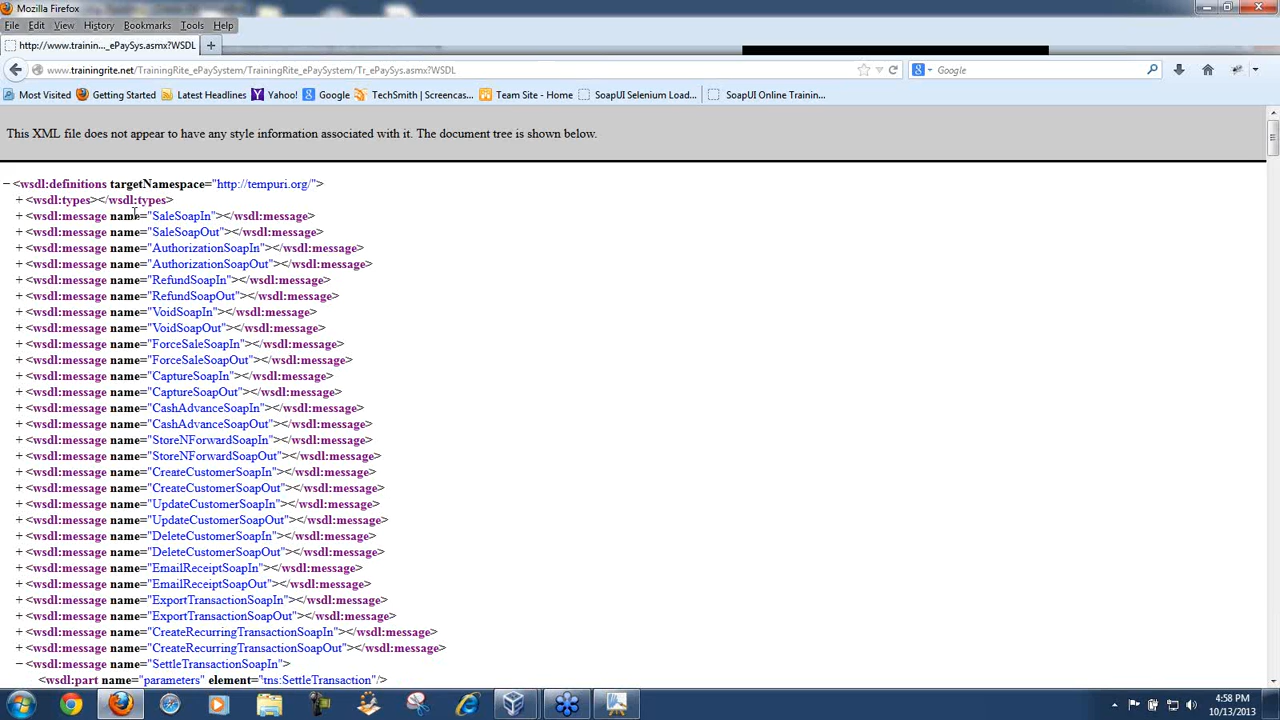 Mozilla Firefox
File Edit View History Bookmarks Tools Help
http://www.trainin..._ePaySys.asmx?WSDL +
www.trainingrite.net/TrainingRite_ePaySystem/TrainingRite_ePaySystem/Tr_ePaySys.asmx?WSDL Google
Most Visited Getting Started Latest Headlines Yahoo! Google TechSmith | Screencas... Team Site - Home SoapUI Selenium Load... SoapUI Online Trainin...
This XML file does not appear to have any style information associated with it. The document tree is shown below.
− <wsdl:definitions targetNamespace="http://tempuri.org/">
+ <wsdl:types></wsdl:types>
+ <wsdl:message name="SaleSoapIn"></wsdl:message>
+ <wsdl:message name="SaleSoapOut"></wsdl:message>
+ <wsdl:message name="AuthorizationSoapIn"></wsdl:message>
+ <wsdl:message name="AuthorizationSoapOut"></wsdl:message>
+ <wsdl:message name="RefundSoapIn"></wsdl:message>
+ <wsdl:message name="RefundSoapOut"></wsdl:message>
+ <wsdl:message name="VoidSoapIn"></wsdl:message>
+ <wsdl:message name="VoidSoapOut"></wsdl:message>
+ <wsdl:message name="ForceSaleSoapIn"></wsdl:message>
+ <wsdl:message name="ForceSaleSoapOut"></wsdl:message>
+ <wsdl:message name="CaptureSoapIn"></wsdl:message>
+ <wsdl:message name="CaptureSoapOut"></wsdl:message>
+ <wsdl:message name="CashAdvanceSoapIn"></wsdl:message>
+ <wsdl:message name="CashAdvanceSoapOut"></wsdl:message>
+ <wsdl:message name="StoreNForwardSoapIn"></wsdl:message>
+ <wsdl:message name="StoreNForwardSoapOut"></wsdl:message>
+ <wsdl:message name="CreateCustomerSoapIn"></wsdl:message>
+ <wsdl:message name="CreateCustomerSoapOut"></wsdl:message>
+ <wsdl:message name="UpdateCustomerSoapIn"></wsdl:message>
+ <wsdl:message name="UpdateCustomerSoapOut"></wsdl:message>
+ <wsdl:message name="DeleteCustomerSoapIn"></wsdl:message>
+ <wsdl:message name="DeleteCustomerSoapOut"></wsdl:message>
+ <wsdl:message name="EmailReceiptSoapIn"></wsdl:message>
+ <wsdl:message name="EmailReceiptSoapOut"></wsdl:message>
+ <wsdl:message name="ExportTransactionSoapIn"></wsdl:message>
+ <wsdl:message name="ExportTransactionSoapOut"></wsdl:message>
+ <wsdl:message name="CreateRecurringTransactionSoapIn"></wsdl:message>
+ <wsdl:message name="CreateRecurringTransactionSoapOut"></wsdl:message>
− <wsdl:message name="SettleTransactionSoapIn">
<wsdl:part name="parameters" element="tns:SettleTransaction"/>
4:58 PM
10/13/2013